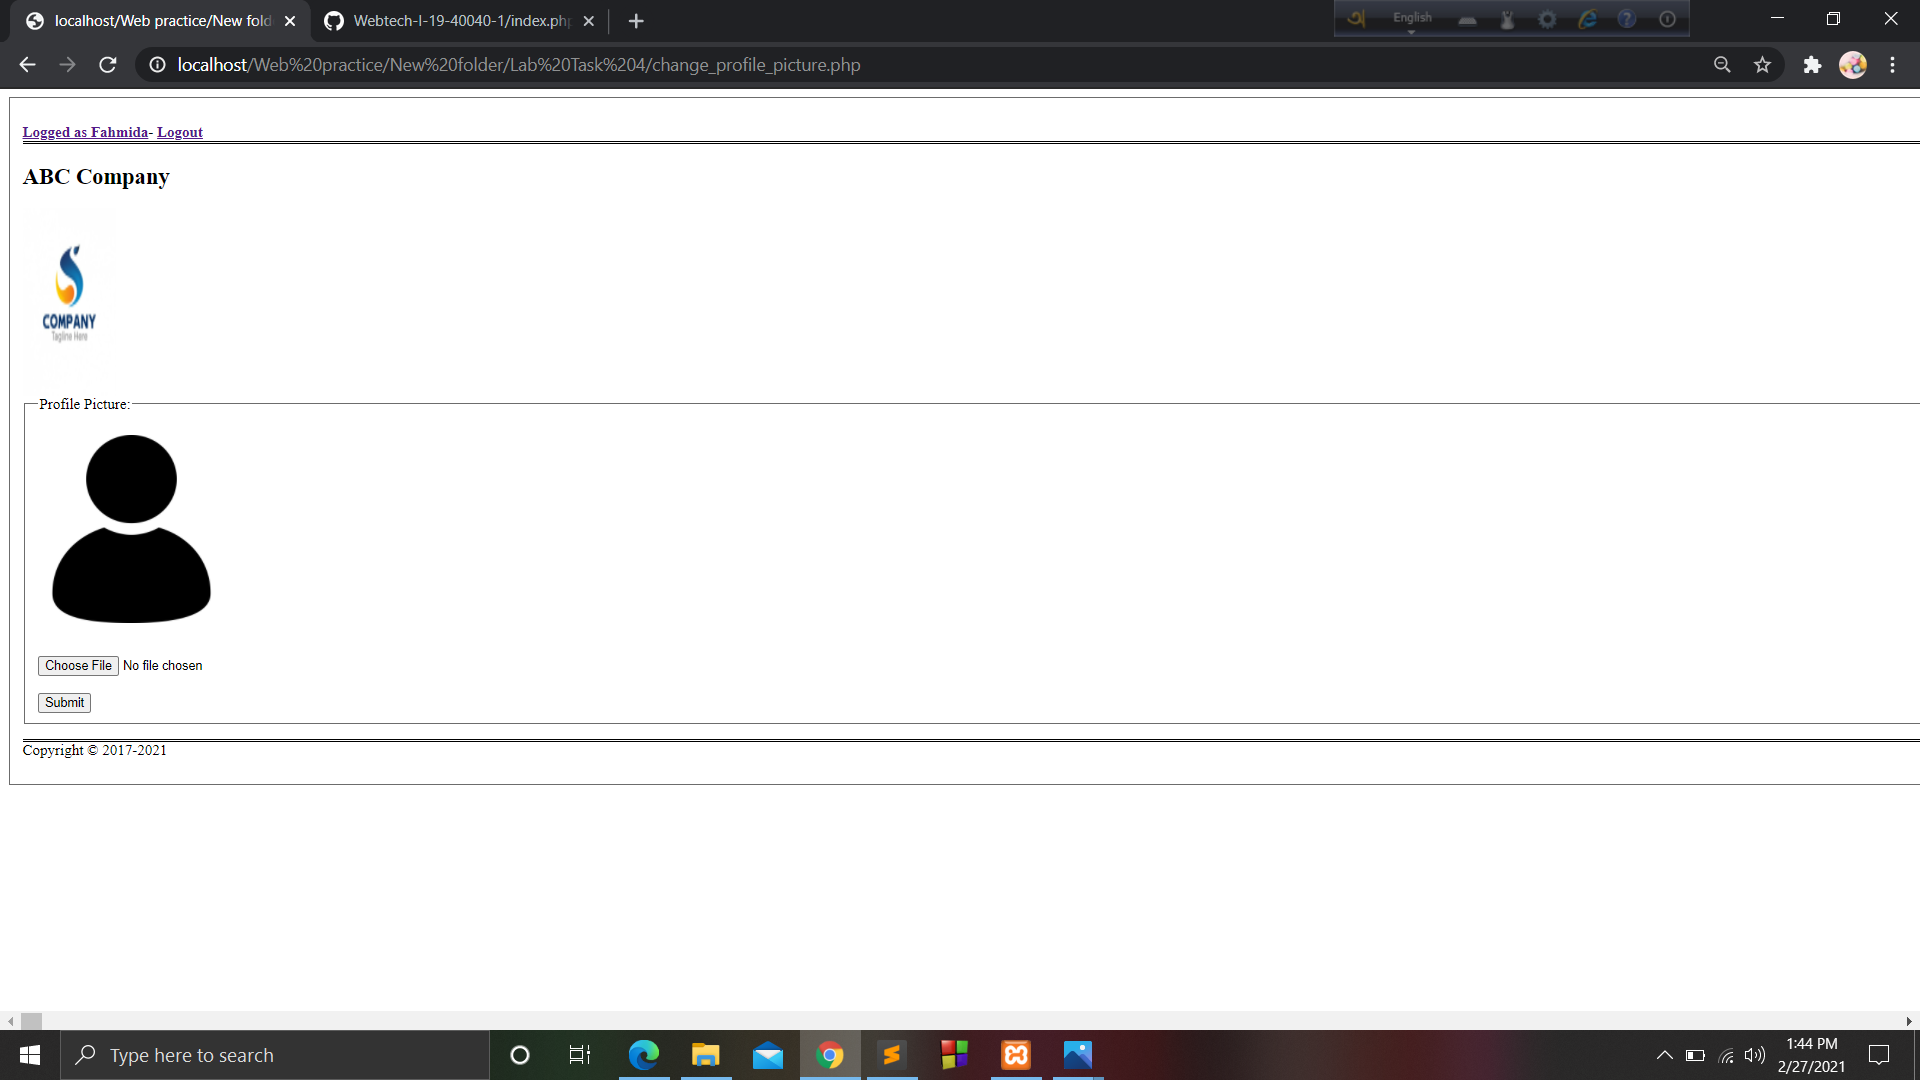 localhost/Web practice/New fold
Webtech-I-19-40040-1/index.ph
English
localhost/Web%20practice/New%20folder/Lab%20Task%204/change_profile_picture.php
Logged as Fahmida- Logout
ABC Company
COMPANY
Tagline Here
Profile Picture:
Choose File No file chosen
Submit
Copyright © 2017-2021
Type here to search
1:44 PM
2/27/2021